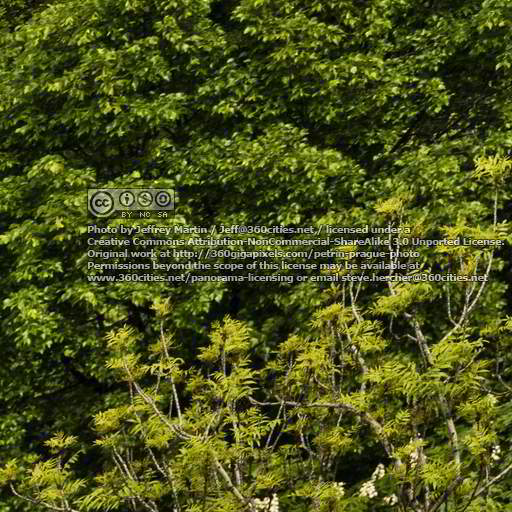 cc
BY NC SA
Photo by Jeffrey Martin / Jeff@360cities.net / licensed under a
Creative Commons Attribution-NonCommercial-ShareAlike 3.0 Unported License.
Original work at http://360gigapixels.com/petrin-prague-photo
Permissions beyond the scope of this license may be available at
www.360cities.net/panorama-licensing or email steve.hercher@360cities.net